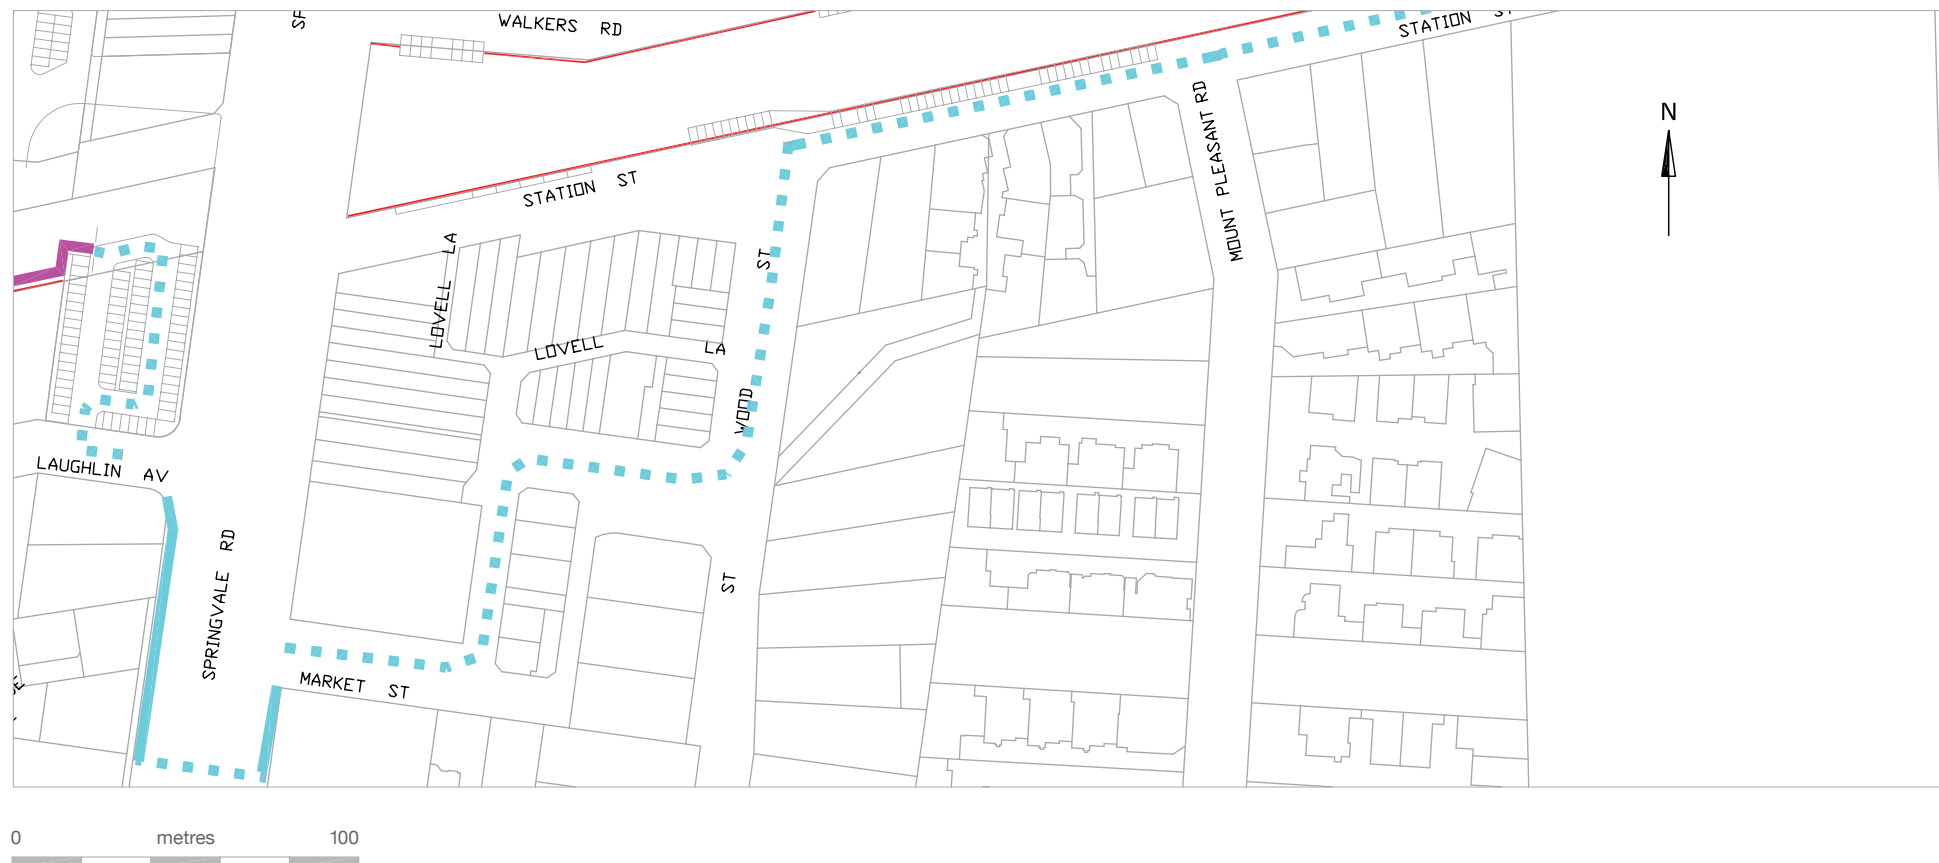 WALKERS RD
STATION
N
MOUNT PLEASANT RD
STATION ST
LOVELL LA
ST
LOVELL LA
WOOD
LAUGHLIN AV
SPRINGVALE RD
ST
MARKET ST
0 metres 100